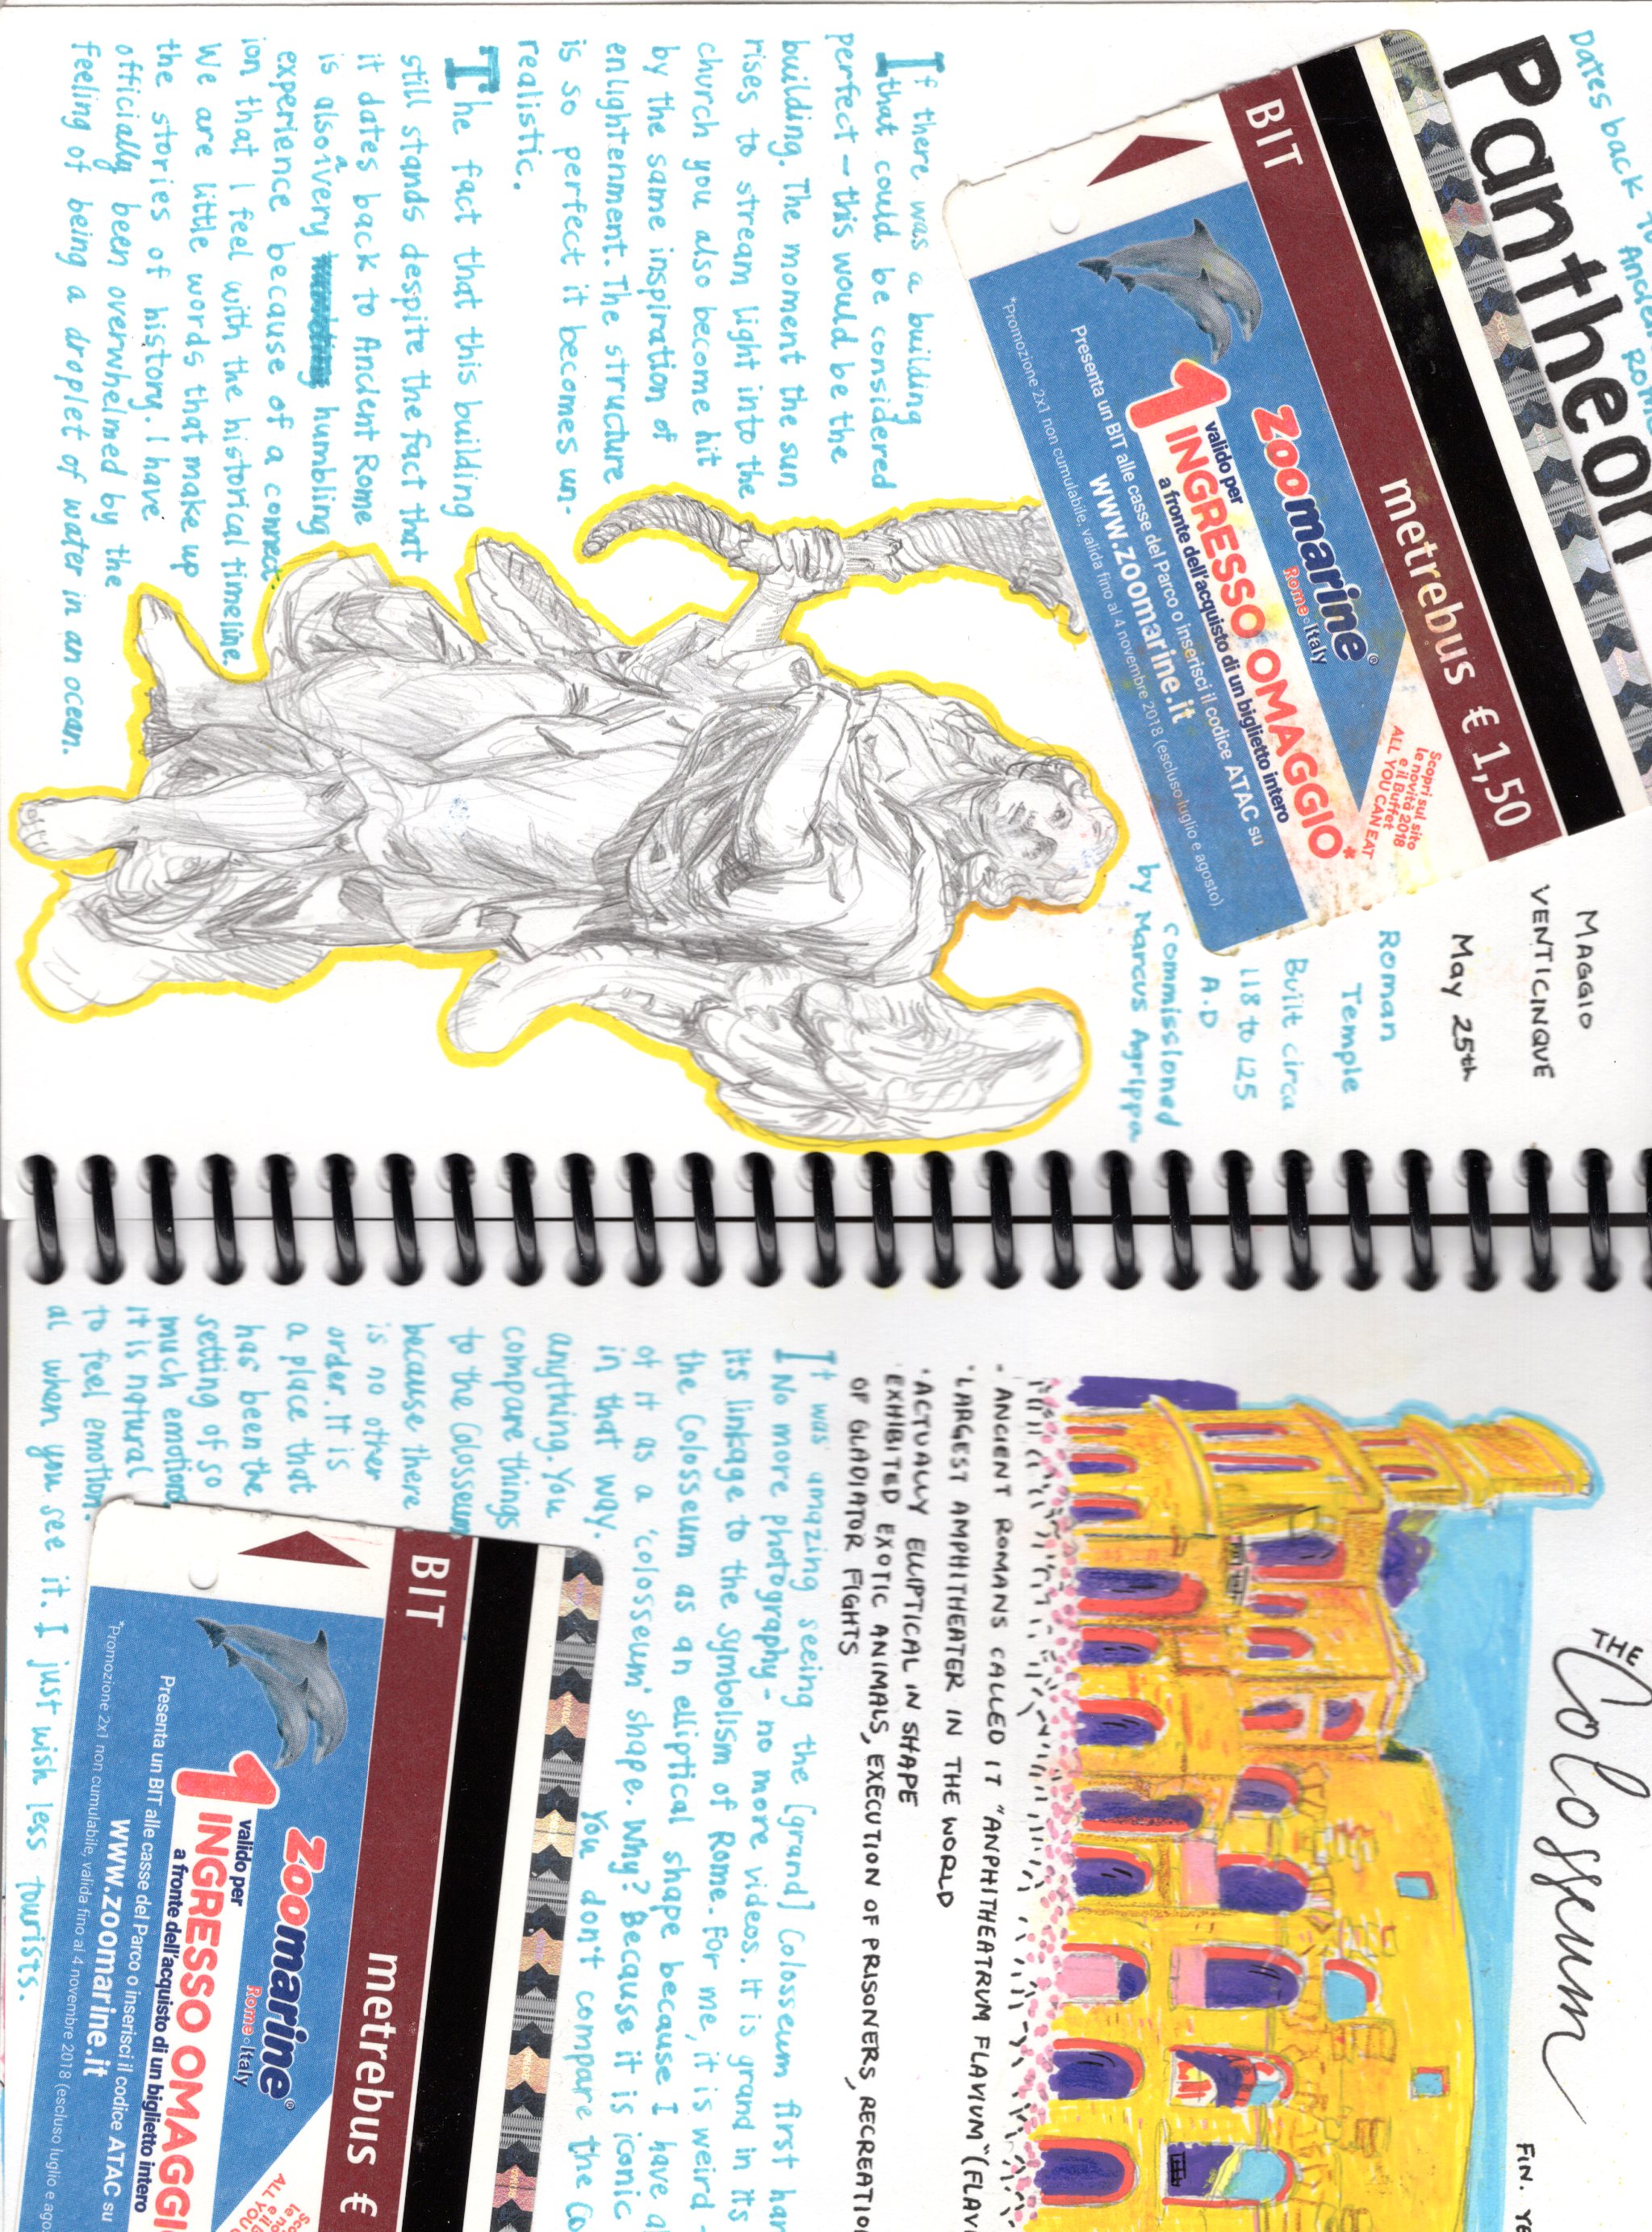 Dates back to
Ancient
Rome
Pantheon
metrebus € 1,50
BIT
Scopri sul sito
le novità 2018
e il Buffet
ALL YOU CAN EAT
Zoomarine®
Rome Italy
1
valido per
INGRESSO OMAGGIO*
a fronte dell'acquisto di un biglietto intero
Presenta un BIT alle casse del Parco o inserisci il codice ATAC su
www.zoomarine.it
*Promozione 2x1 non cumulabile, valida fino al 4 novembre 2018 (escluso luglio e agosto).
MAGGIO
VENTICINQUE
May 25th
Roman
Temple
Built circa
118 to 125
A.D
commissioned
by Marcus Agrippa
If there was a building
that could be considered
perfect - this would be the
building. The moment the sun
rises to stream light into the
church you also become hit
by the same inspiration of
enlightenment. The structure
is so perfect it becomes un-
realistic.
The fact that this building
still stands despite the fact that
it dates back to Ancient Rome
is also a very humbling
experience because of a connect-
ion that I feel with the historical timeline.
We are little words that make up
the stories of history. I have
officially been overwhelmed by the
feeling of being a droplet of water in an ocean.
THE
Colosseum
FIN. YE
- ANCIENT ROMANS CALLED IT "ANPHITHEATRUM FLAVIUM" (FLAVI
· LARGEST AMPHITHEATER IN THE WORLD
· ACTUALLY ELLIPTICAL IN SHAPE
· EXHIBITED EXOTIC ANIMALS, EXECUTION OF PRISONERS, RECREATIO
OF GLADIATOR FIGHTS
It was amazing seeing the [grand] Colosseum first han
No more photography - no more videos. It is grand in its
its linkage to the symbolism of Rome. For me, it is weird -
the Colosseum as an elliptical shape because I have al
of it as a 'colosseum' shape. Why? Because it is iconic
in that way.
You don't compare the Co
anything. You
compare things
to the Colosseum
because there
is no other
order. It is
a place that
has been the
setting of so
much emotions
It is natural
to feel emotion-
al when you see it. I just wish less tourists.
BIT
metrebus €
Zoomarine®
Rome Italy
ALL YOU
1
valido per
INGRESSO OMAGGI
a fronte dell'acquisto di un biglietto intero
Presenta un BIT alle casse del Parco o inserisci il codice ATAC su
www.zoomarine.it
*Promozione 2x1 non cumulabile, valida fino al 4 novembre 2018 (escluso luglio e ago